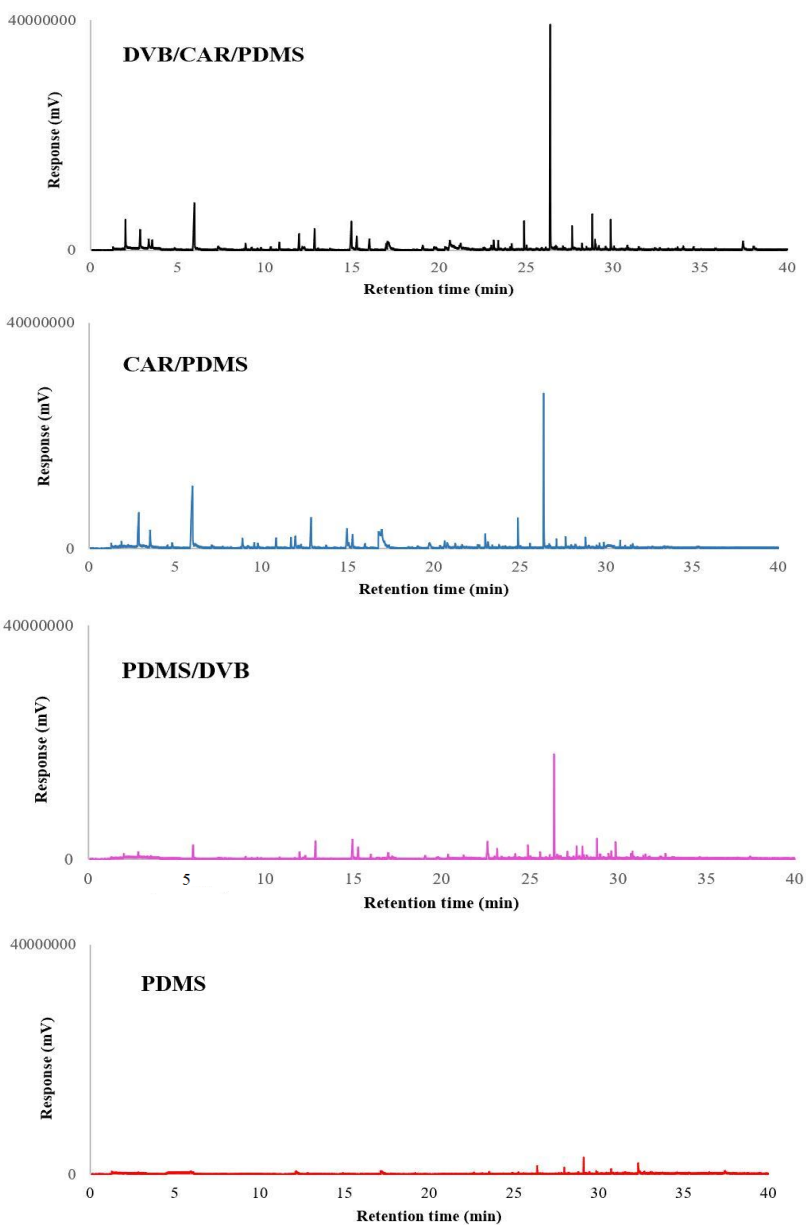 40000000
DVB/CAR/PDMS
Response (mV)
0
0 5 10 15 20 25 30 35 40
Retention time (min)
40000000
CAR/PDMS
Response (mV)
0
0 5 10 15 20 25 30 35 40
Retention time (min)
40000000
PDMS/DVB
Response (mV)
0
0 5 10 15 20 25 30 35 40
Retention time (min)
40000000
PDMS
Response (mV)
0
0 5 10 15 20 25 30 35 40
Retention time (min)